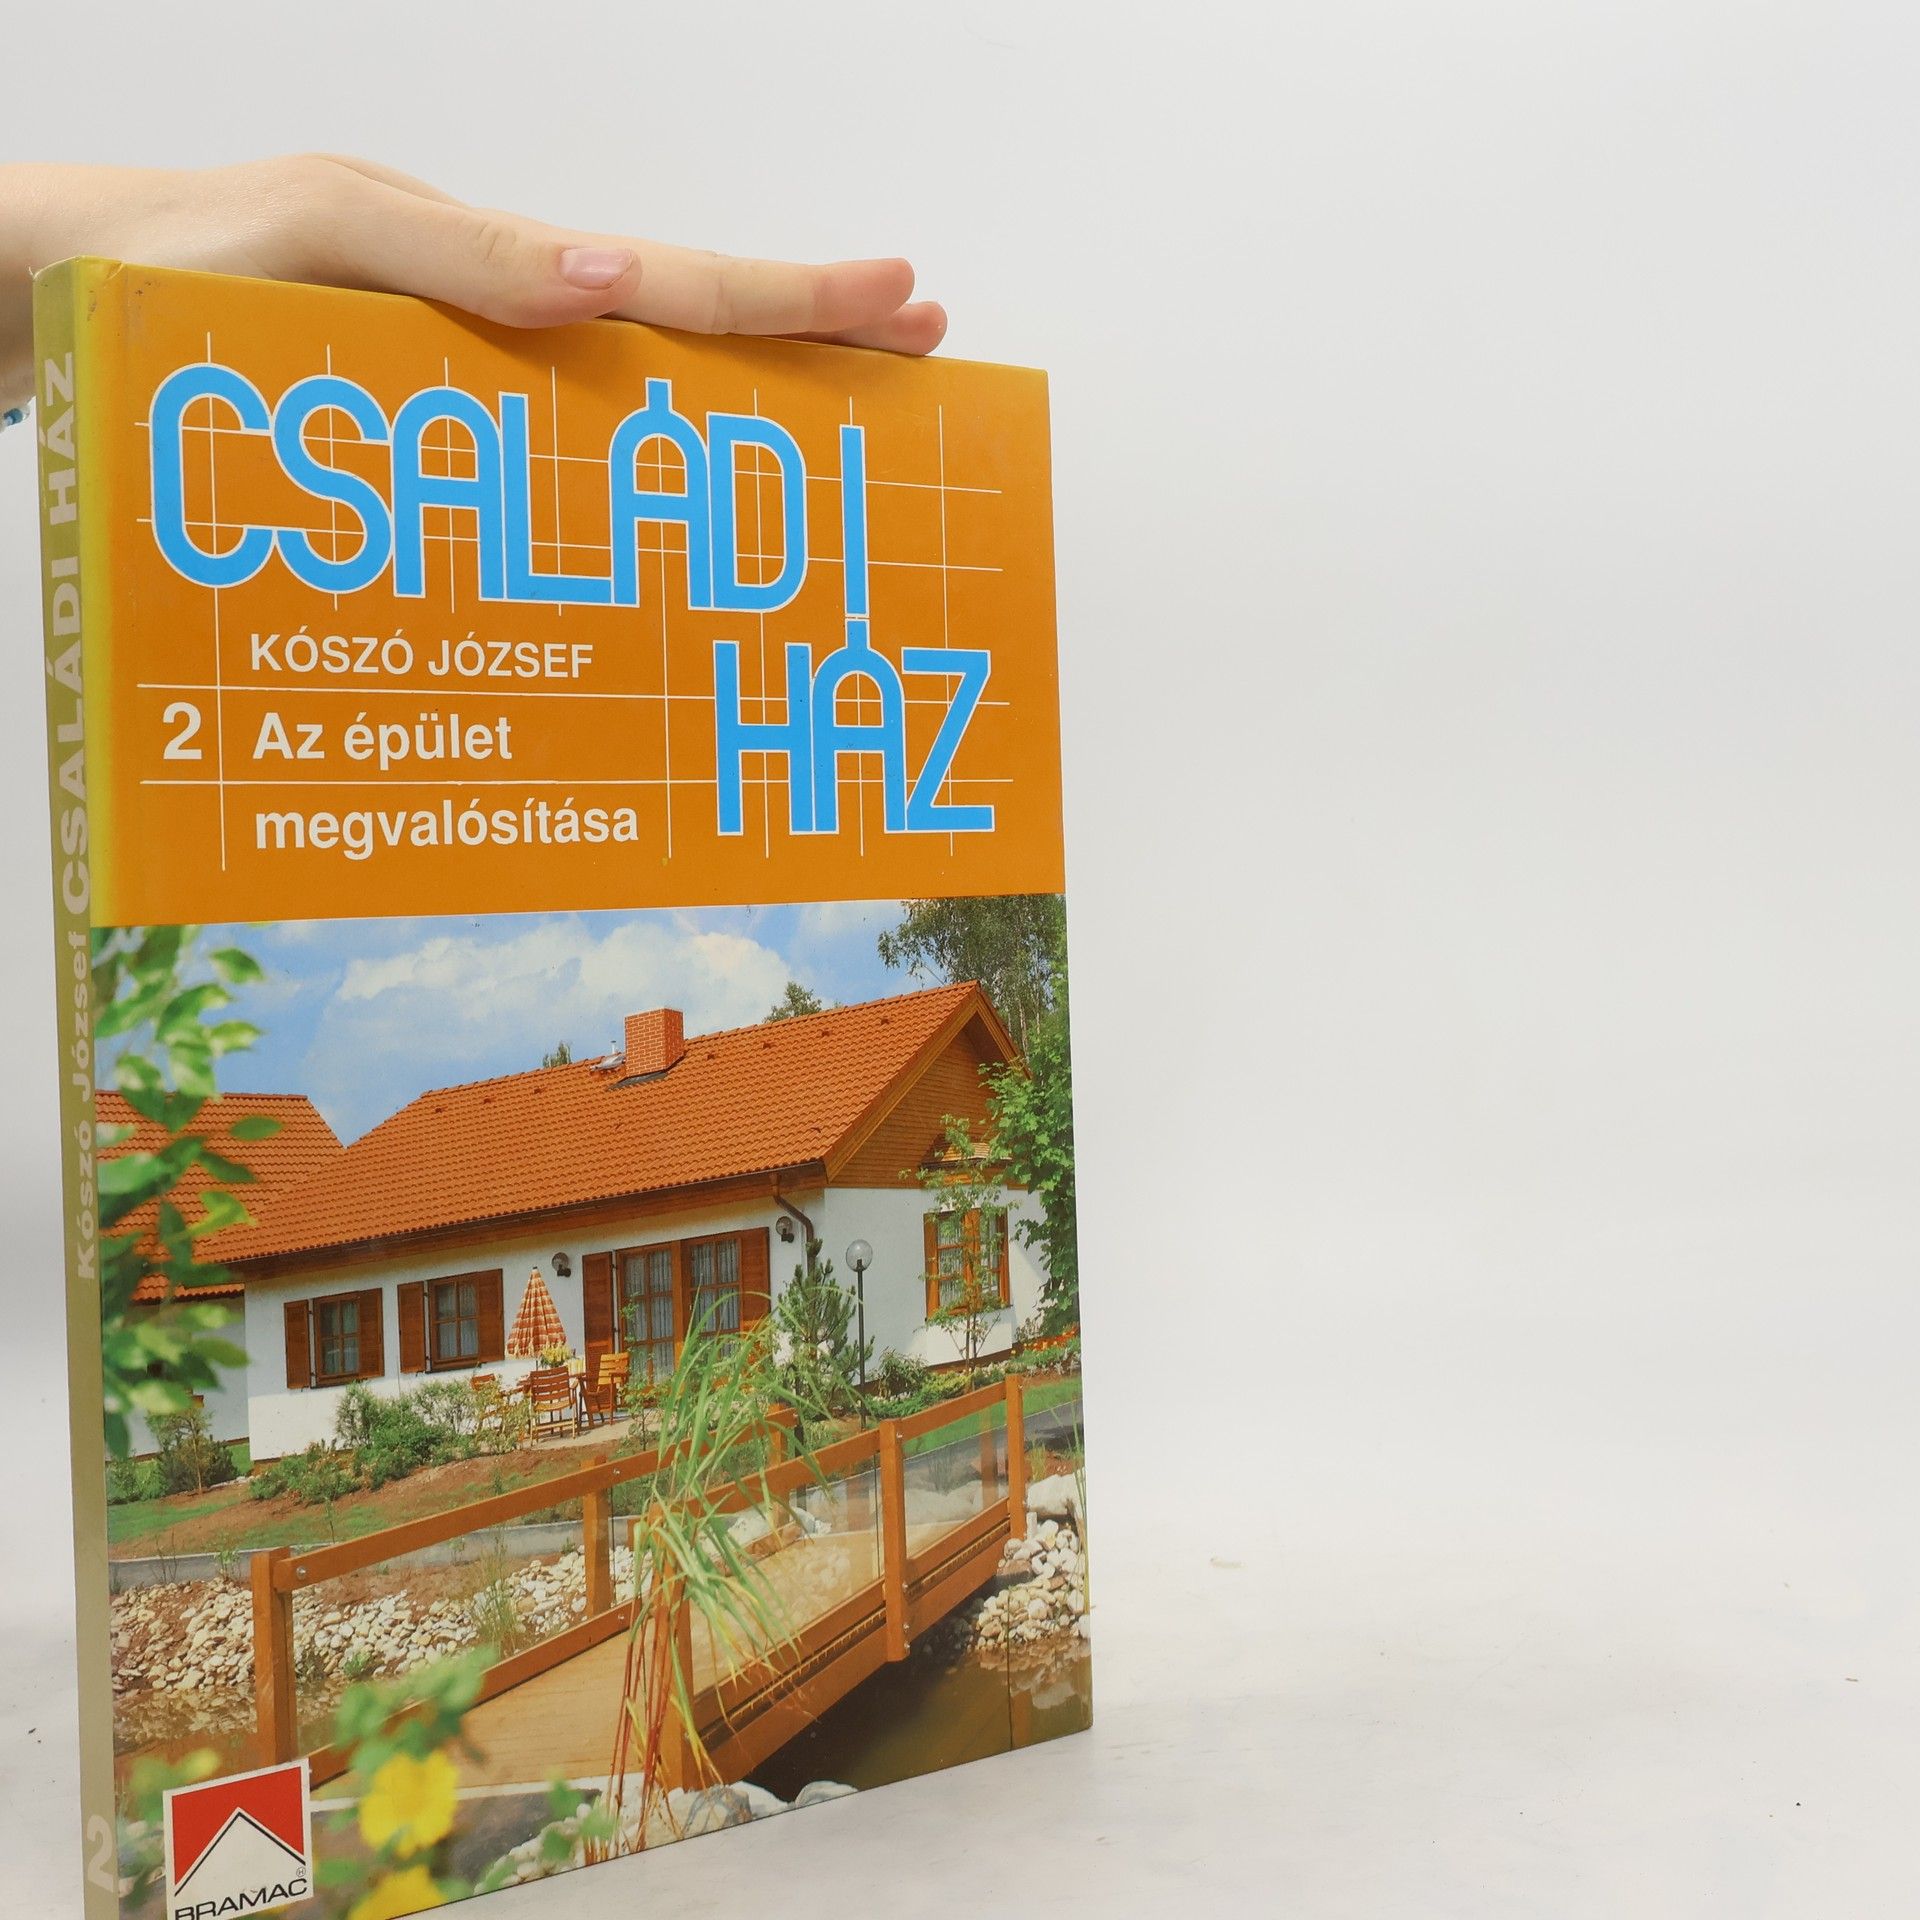 CSALÁDI
HÁZ
KÓSZÓ JÓZSEF
2 Az épület
megvalósítása
BRAMAC
Kószó József CSALÁDI HÁZ
2